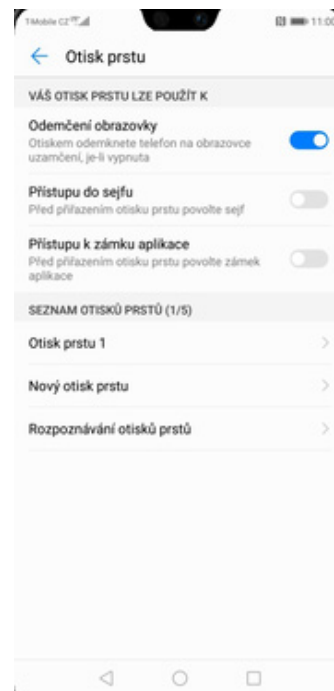 T-Mobile CZ
11:00
Otisk prstu
VÁŠ OTISK PRSTU LZE POUŽÍT K
Odemčení obrazovky
Otiskem odemknete telefon na obrazovce
uzamčení, je-li vypnuta
Přístupu do sejfu
Před přiřazením otisku prstu povolte sejf
Přístupu k zámku aplikace
Před přiřazením otisku prstu povolte zámek
aplikace
SEZNAM OTISKŮ PRSTŮ (1/5)
Otisk prstu 1
Nový otisk prstu
Rozpoznávání otisků prstů